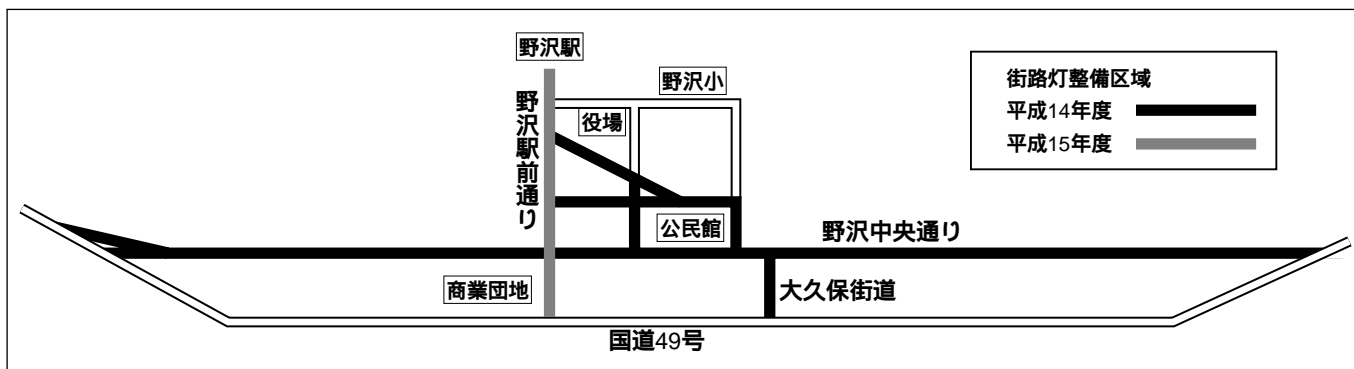 野沢駅
野沢小
役場
野沢駅前通り
公民館
野沢中央通り
商業団地
大久保街道
国道49号
街路灯整備区域
平成14年度
平成15年度